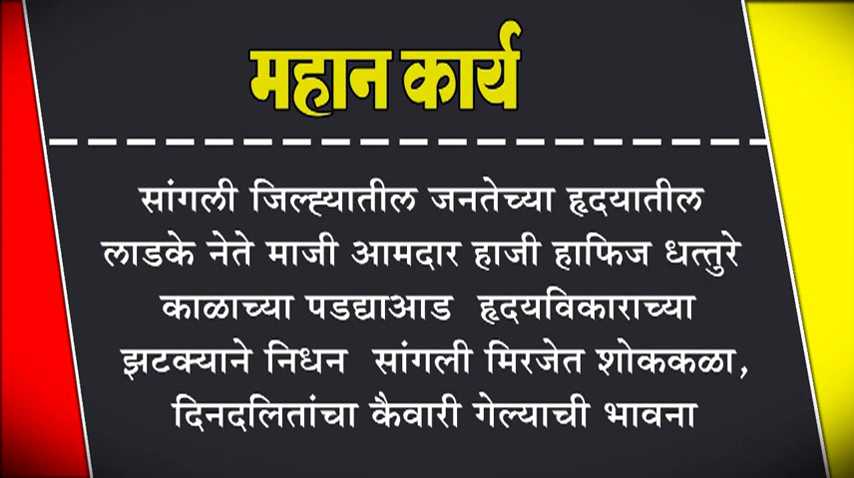 महान कार्य
सांगली जिल्ह्यातील जनतेच्या हृदयातील
लाडके नेते माजी आमदार हाजी हाफिज धत्तुरे
काळाच्या पडद्याआड हृदयविकाराच्या
झटक्याने निधन सांगली मिरजेत शोककळा,
दिनदलितांचा कैवारी गेल्याची भावना